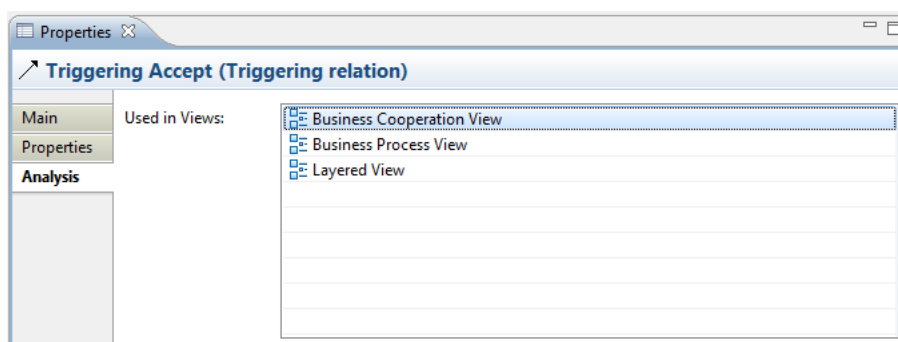 Properties
Triggering Accept (Triggering relation)
Main
Used in Views:
Business Cooperation View
Properties
Business Process View
Analysis
Layered View